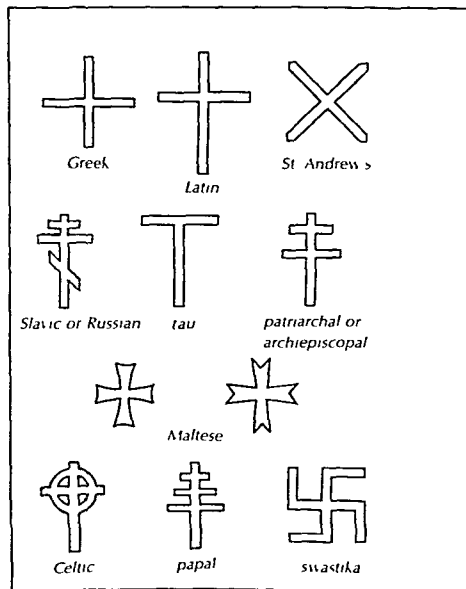 Greek
Latin
St. Andrew's
Slavic or Russian
tau
patriarchal or
archiepiscopal
Maltese
Celtic
papal
swastika